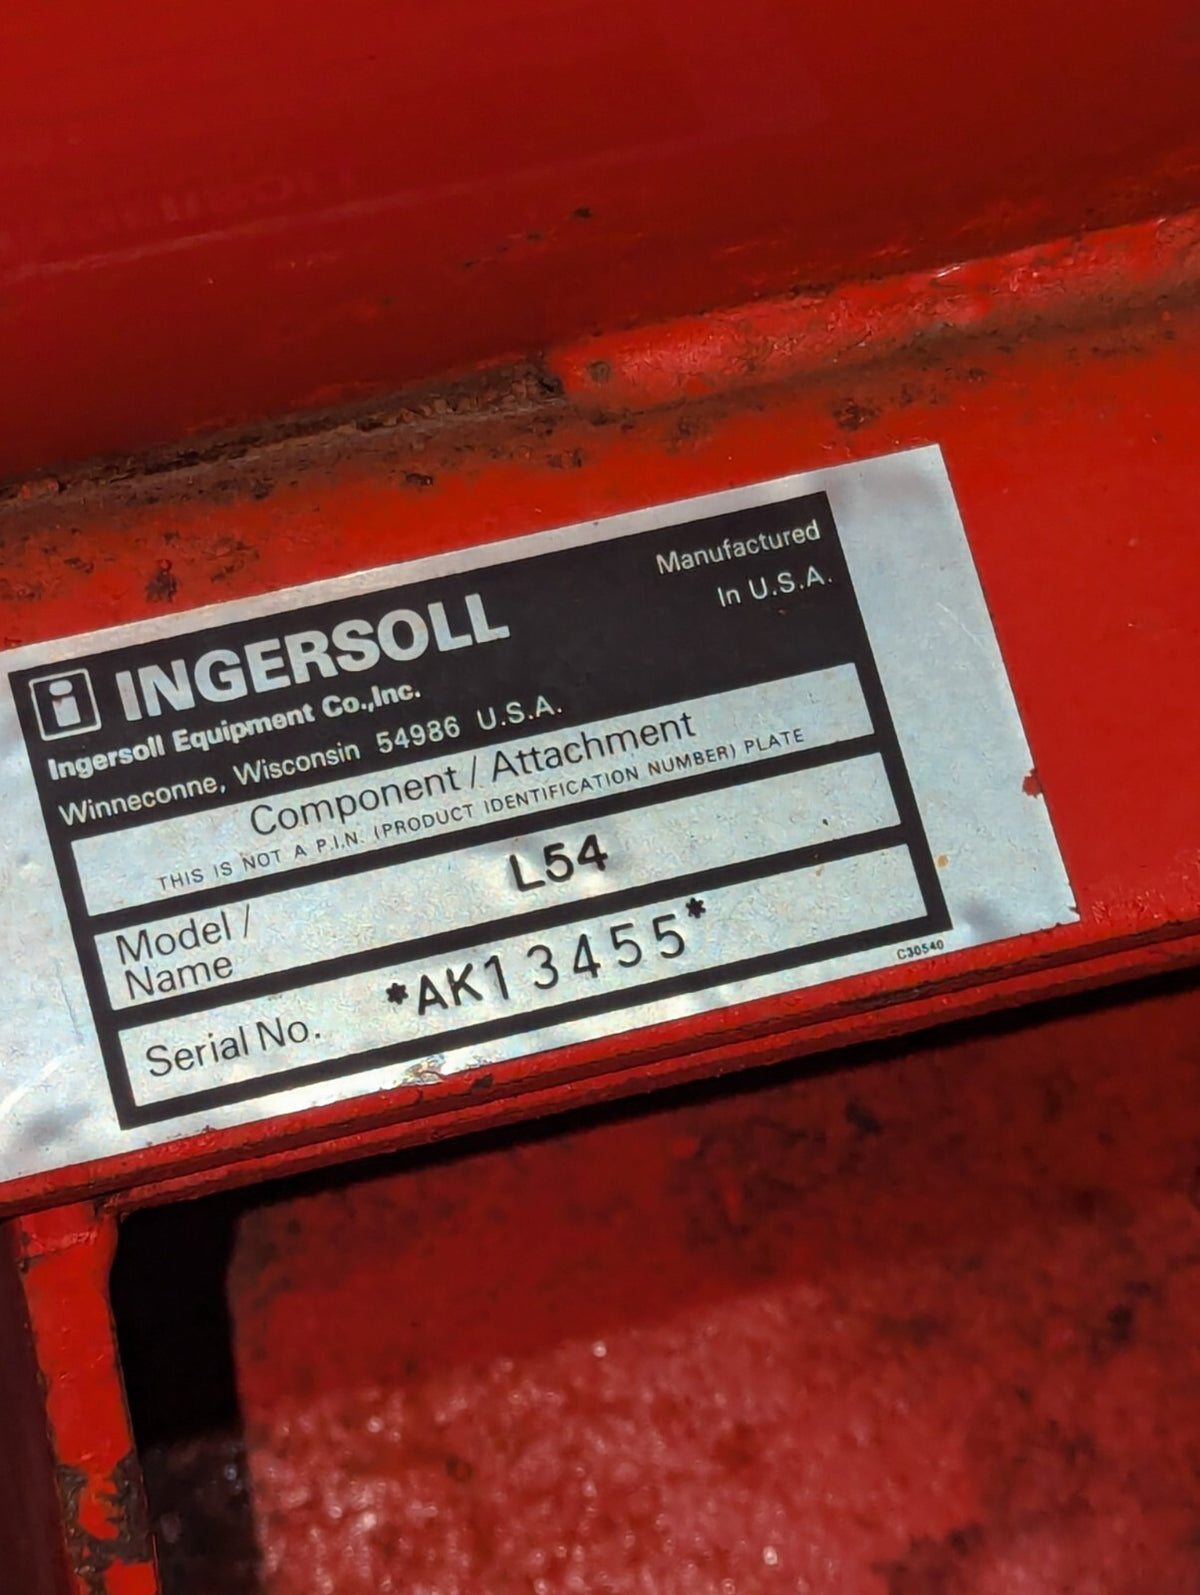 INGERSOLL
Manufactured
In U.S.A.
Ingersoll Equipment Co.,Inc.
Winneconne, Wisconsin 54986 U.S.A.
Component / Attachment
THIS IS NOT A P.I.N. (PRODUCT IDENTIFICATION NUMBER) PLATE
Model /
Name
L54
Serial No. *AK13455*
C30540